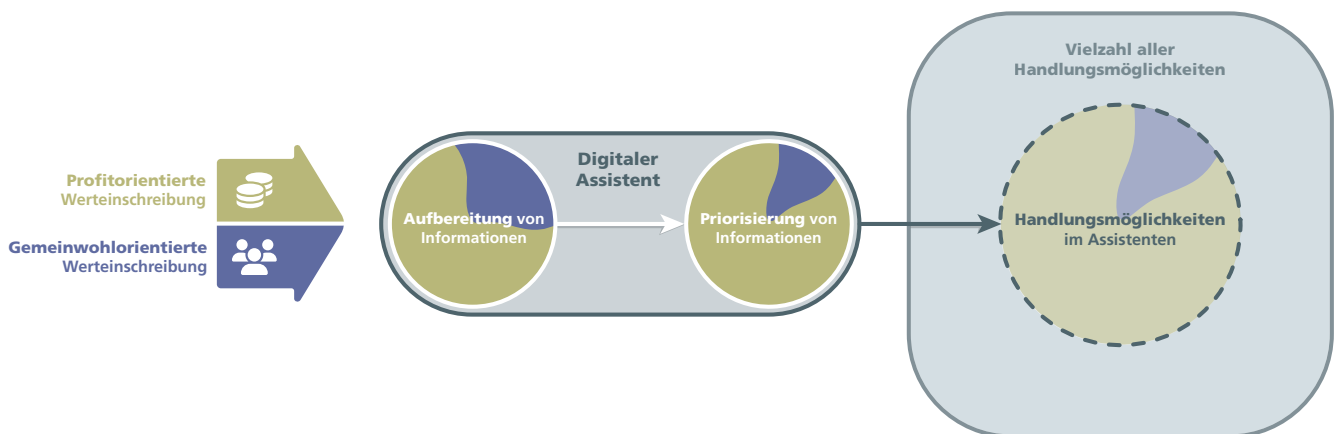 Profitorientierte
Werteinschreibung
Gemeinwohlorientierte
Werteinschreibung
Digitaler
Assistent
Aufbereitung von
Informationen
Priorisierung von
Informationen
Vielzahl aller
Handlungsmöglichkeiten
Handlungsmöglichkeiten
im Assistenten